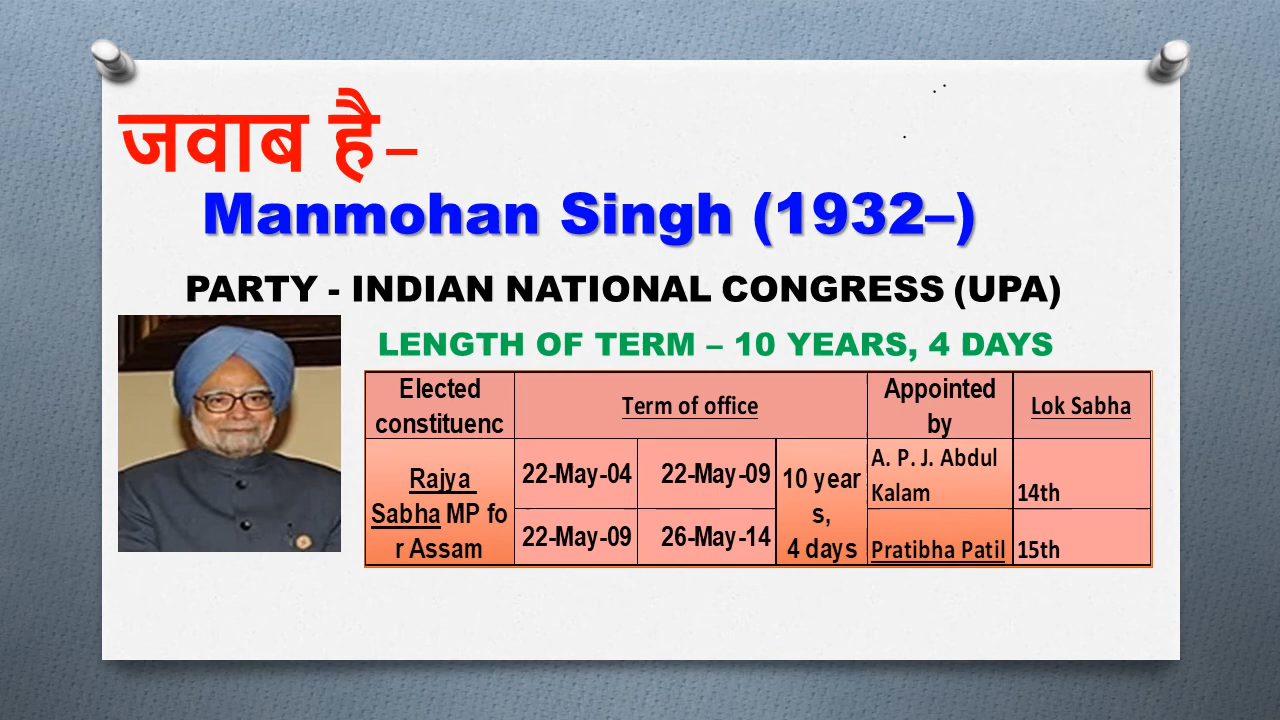 जवाब है–
Manmohan Singh (1932–)
PARTY - INDIAN NATIONAL CONGRESS (UPA)
LENGTH OF TERM – 10 YEARS, 4 DAYS
Elected constituenc
Term of office
Appointed by
Lok Sabha
Rajya
Sabha MP fo
r Assam
22-May-04
22-May-09
10 year
s,
4 days
A. P. J. Abdul
Kalam
14th
22-May-09
26-May-14
Pratibha Patil
15th